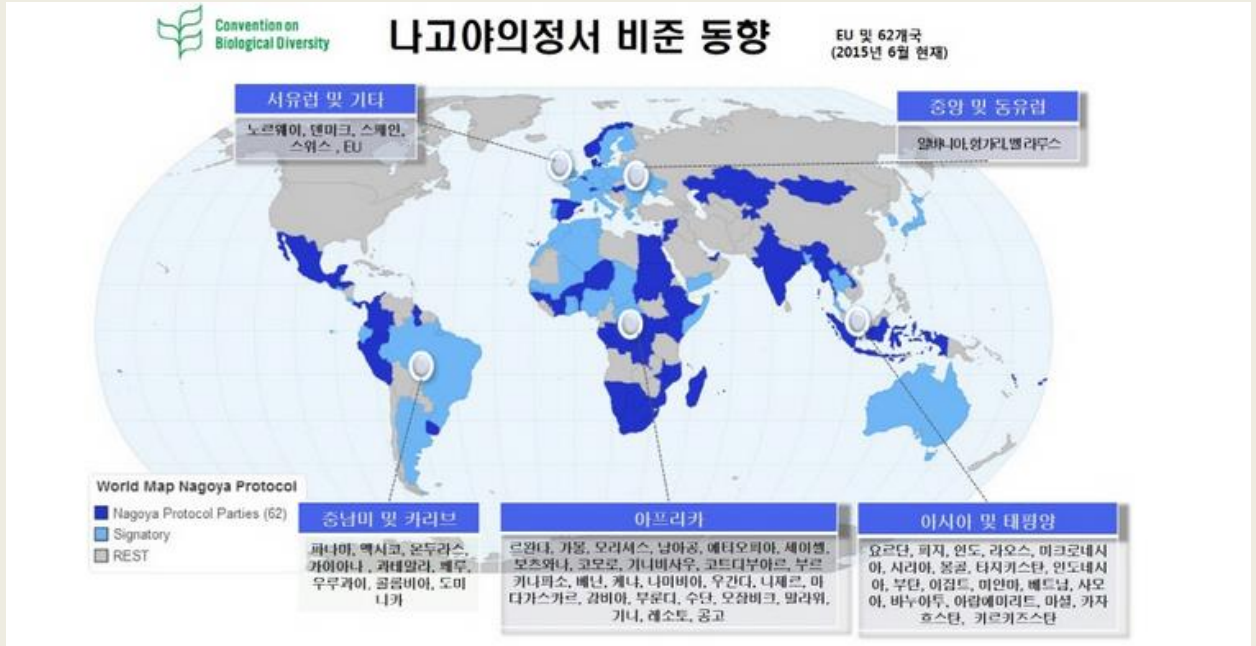 Convention on
Biological Diversity
나고야의정서 비준 동향
EU 및 62개국
(2015년 6월 현재)
서유럽 및 기타
노르웨이, 덴마크, 스페인,
스위스 , EU
중앙 및 동유럽
알바니아,헝가리,벨라루스
World Map Nagoya Protocol
Nagoya Protocol Parties (62)
Signatory
REST
중남미 및 카리브
파나마, 멕시코, 온두라스,
가이아나 , 과테말라, 페루,
우루과이, 콜롬비아, 도미
니카
아프리카
르완다, 가봉, 모리셔스, 남아공, 에티오피아, 세이셸,
보츠와나, 코모로, 기니비사우, 코트디부아르, 부르
키나파소, 베닌, 케냐, 나미비아, 우간다, 니제르, 마
다가스카르, 감비아, 부룬디, 수단, 모잠비크, 말라위,
기니, 레소토, 콩고
아시아 및 태평양
요르단, 피지, 인도, 라오스, 미크로네시
아, 시리아, 몽골, 타지키스탄, 인도네시
아, 부탄, 이집트, 미얀마, 베트남, 사모
아, 바누아투, 아랍에미리트, 마셜, 카자
흐스탄, 키르키즈스탄